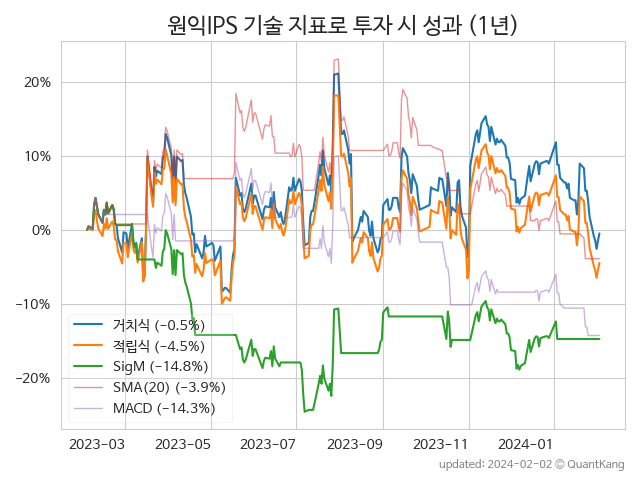 원익IPS 기술 지표로 투자 시 성과 (1년)
20%
10%
0%
−10%
−20%
거치식 (−0.5%)
적립식 (−4.5%)
SigM (−14.8%)
SMA(20) (−3.9%)
MACD (−14.3%)
2023−03 2023−05 2023−07 2023−09 2023−11 2024−01
updated: 2024−02−02 © QuantKang